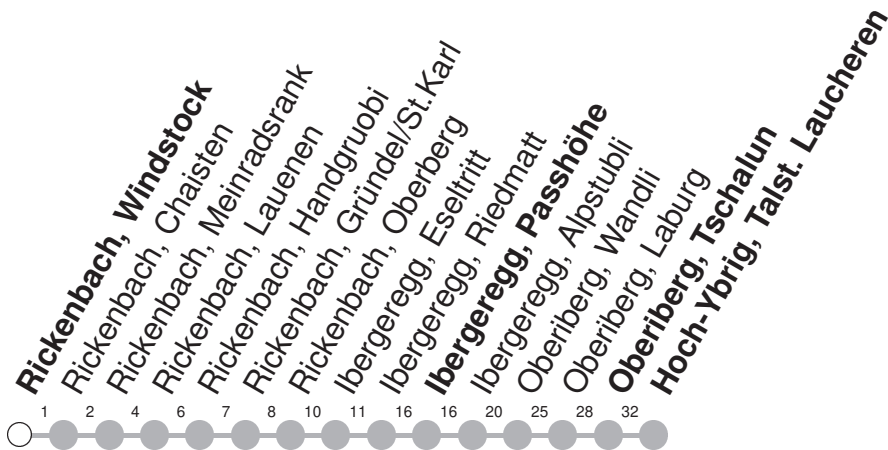 Rickenbach, Windstock
Rickenbach, Chaisten
Rickenbach, Meinradsrank
Rickenbach, Lauenen
Rickenbach, Handgruobi
Rickenbach, Gründel/St.Karl
Rickenbach, Oberberg
Ibergeregg, Eseltritt
Ibergeregg, Riedmatt
Ibergeregg, Passhöhe
Ibergeregg, Alpstubli
Oberiberg, Wandli
Oberiberg, Laburg
Oberiberg, Tschalun
Hoch-Ybrig, Talst. Laucheren
1 2 4 6 7 8 10 11 16 16 20 25 28 32